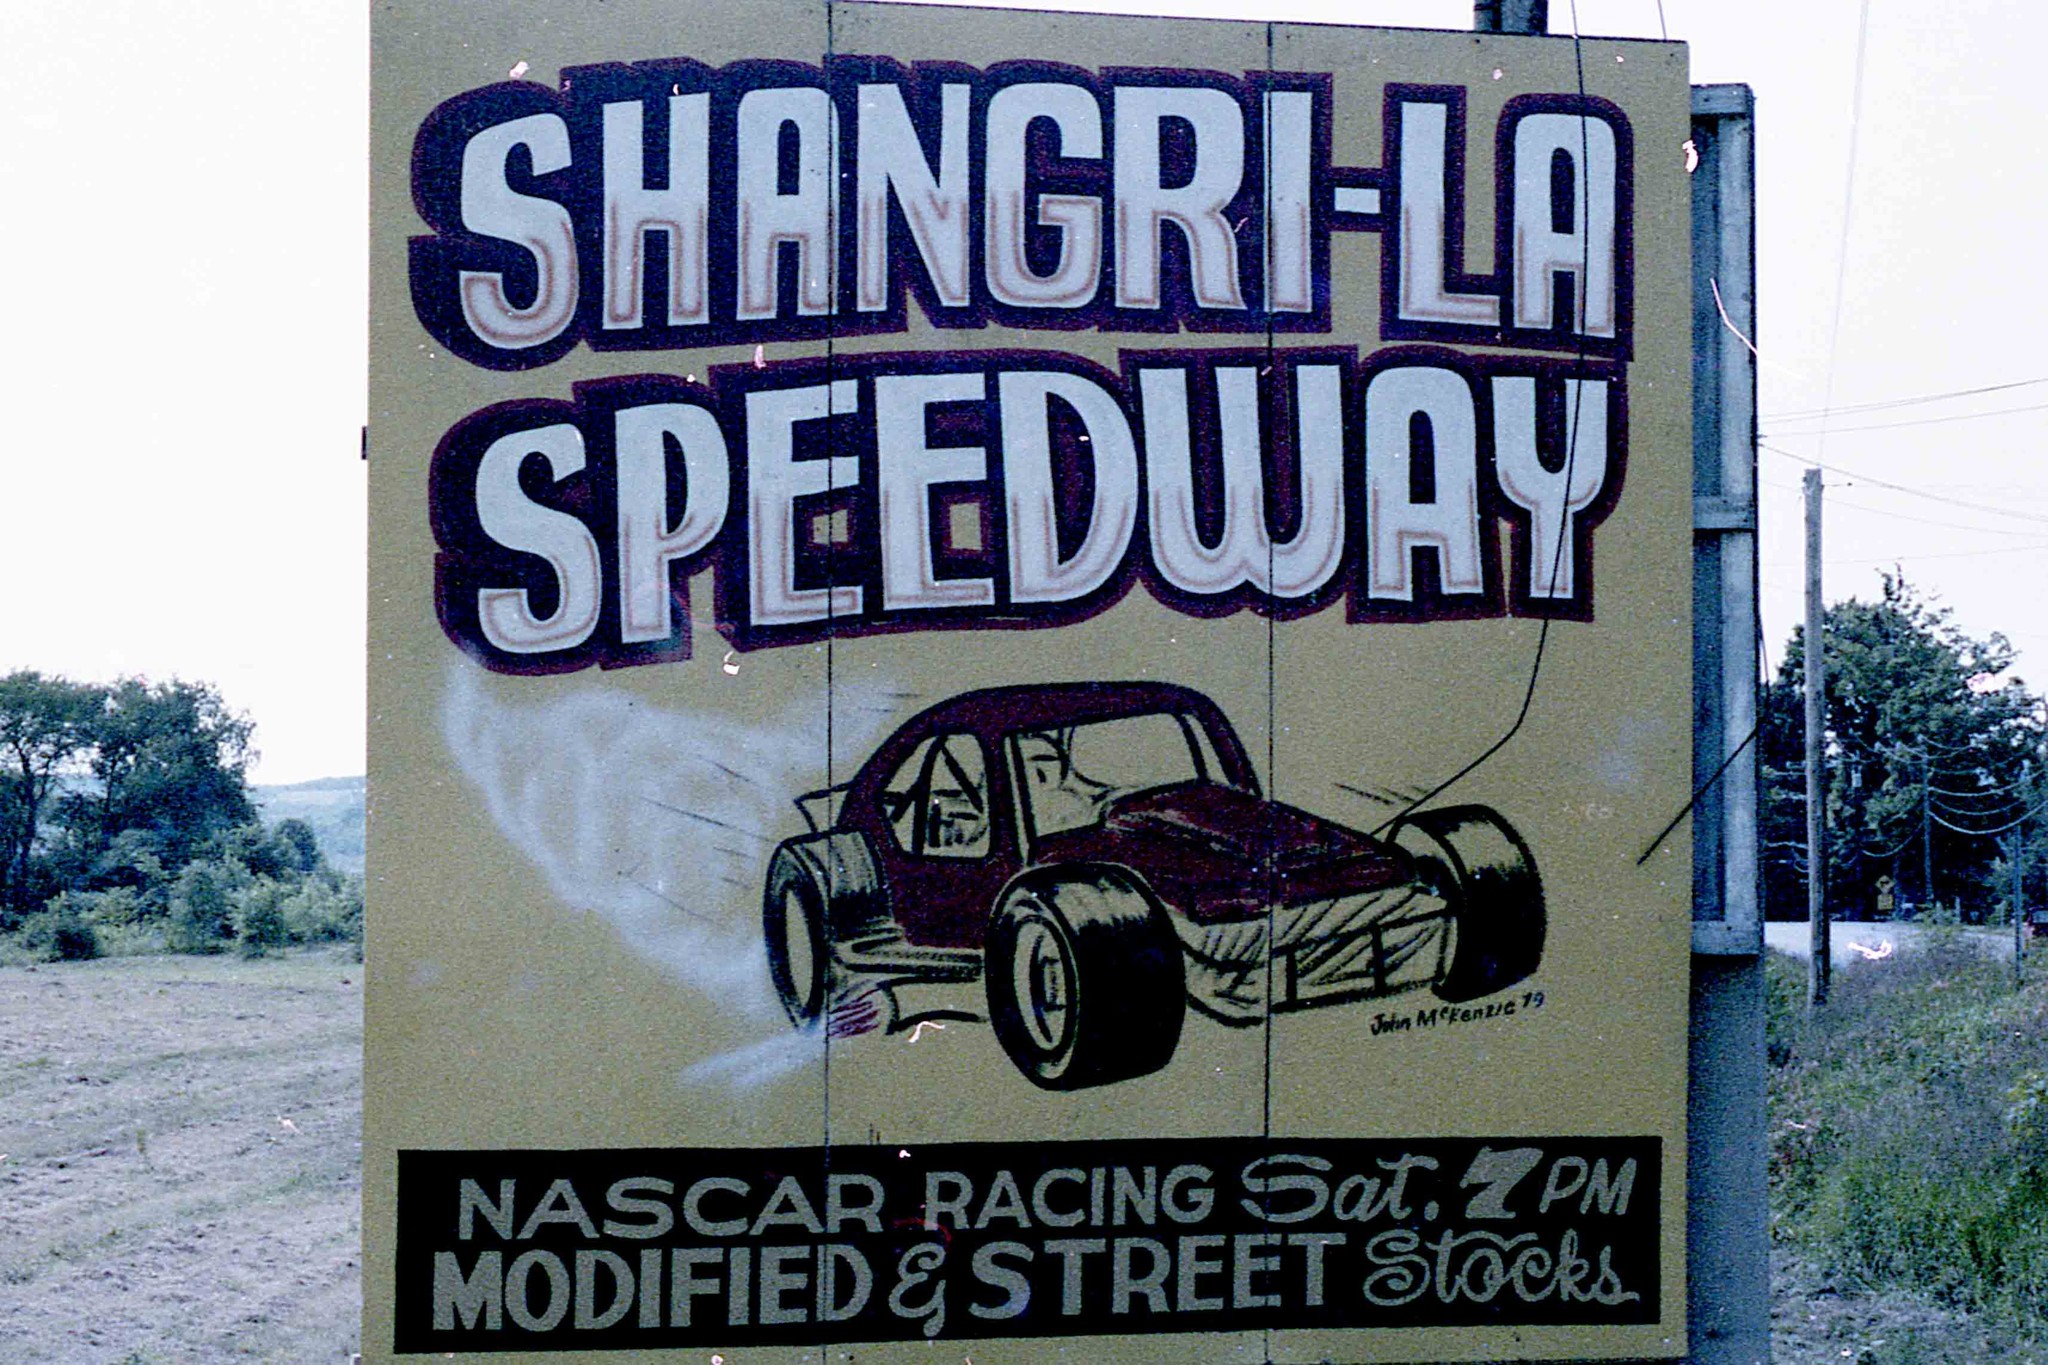 SHANGRI-LA
SPEEDWAY
John McKenzie 79
NASCAR RACING Sat. 7 PM
MODIFIED & STREET Stocks